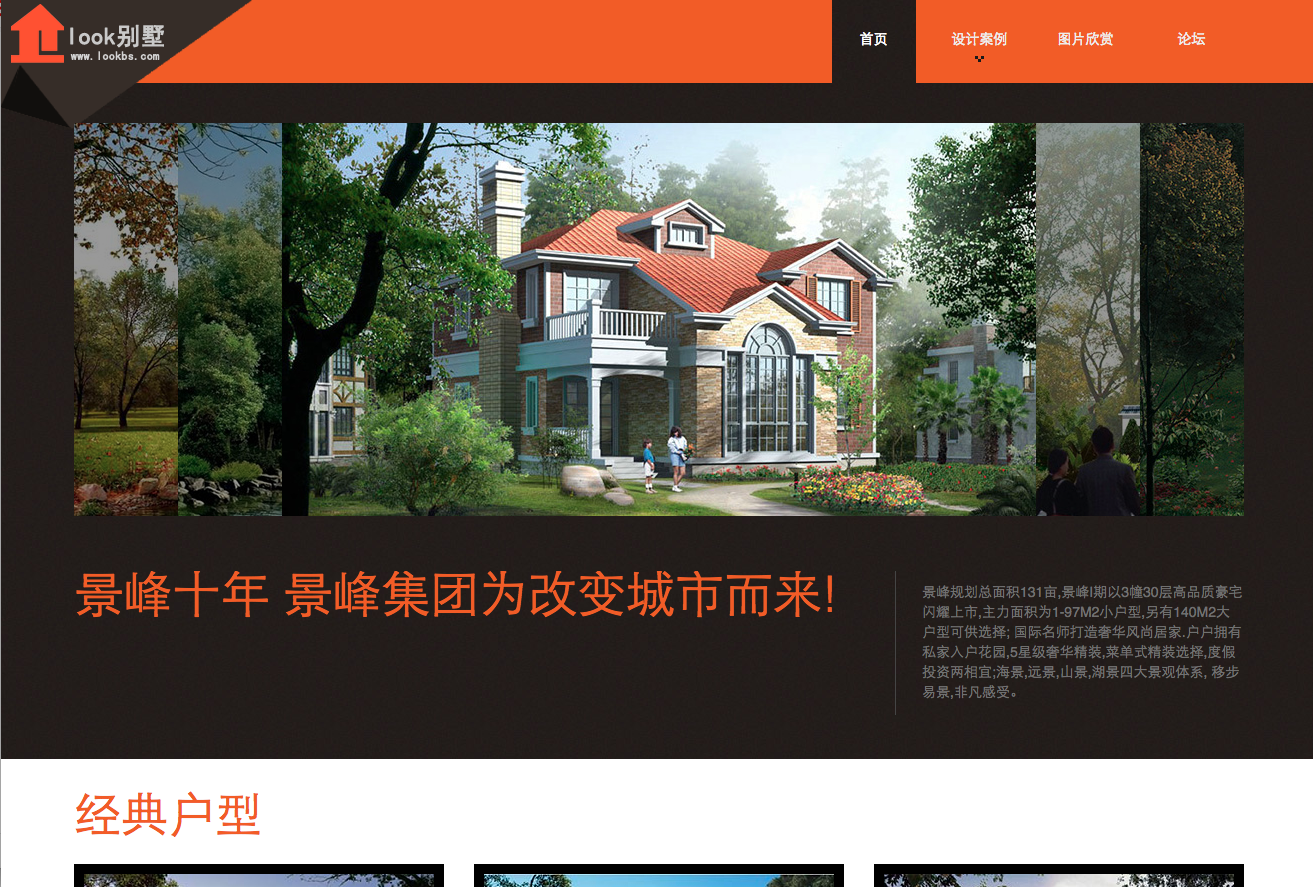 look别墅
www.lookbs.com
首页
设计案例
图片欣赏
论坛
景峰十年 景峰集团为改变城市而来!
景峰规划总面积131亩,景峰I期以3幢30层高品质豪宅
闪耀上市,主力面积为1-97M2小户型,另有140M2大
户型可供选择; 国际名师打造奢华风尚居家.户户拥有
私家入户花园,5星级奢华精装,菜单式精装选择,度假
投资两相宜;海景,远景,山景,湖景四大景观体系, 移步
易景,非凡感受。
经典户型